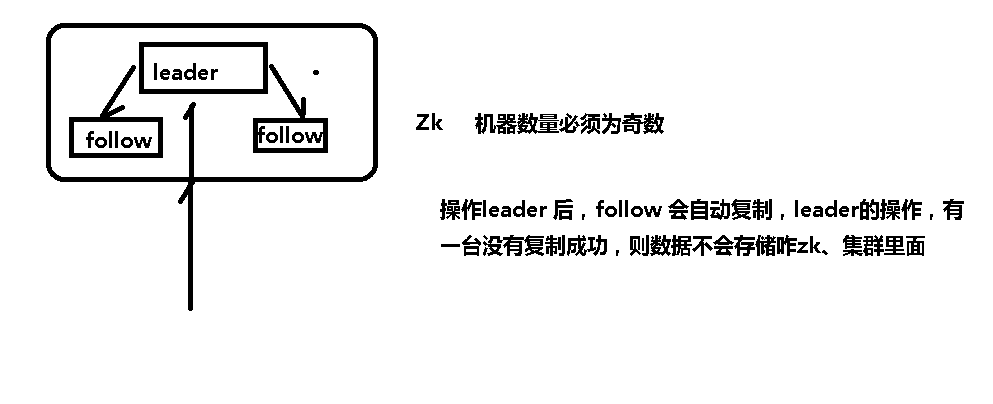 leader
follow
follow
Zk 机器数量必须为奇数
操作leader 后，follow 会自动复制，leader的操作，有
一台没有复制成功，则数据不会存储咋zk、集群里面